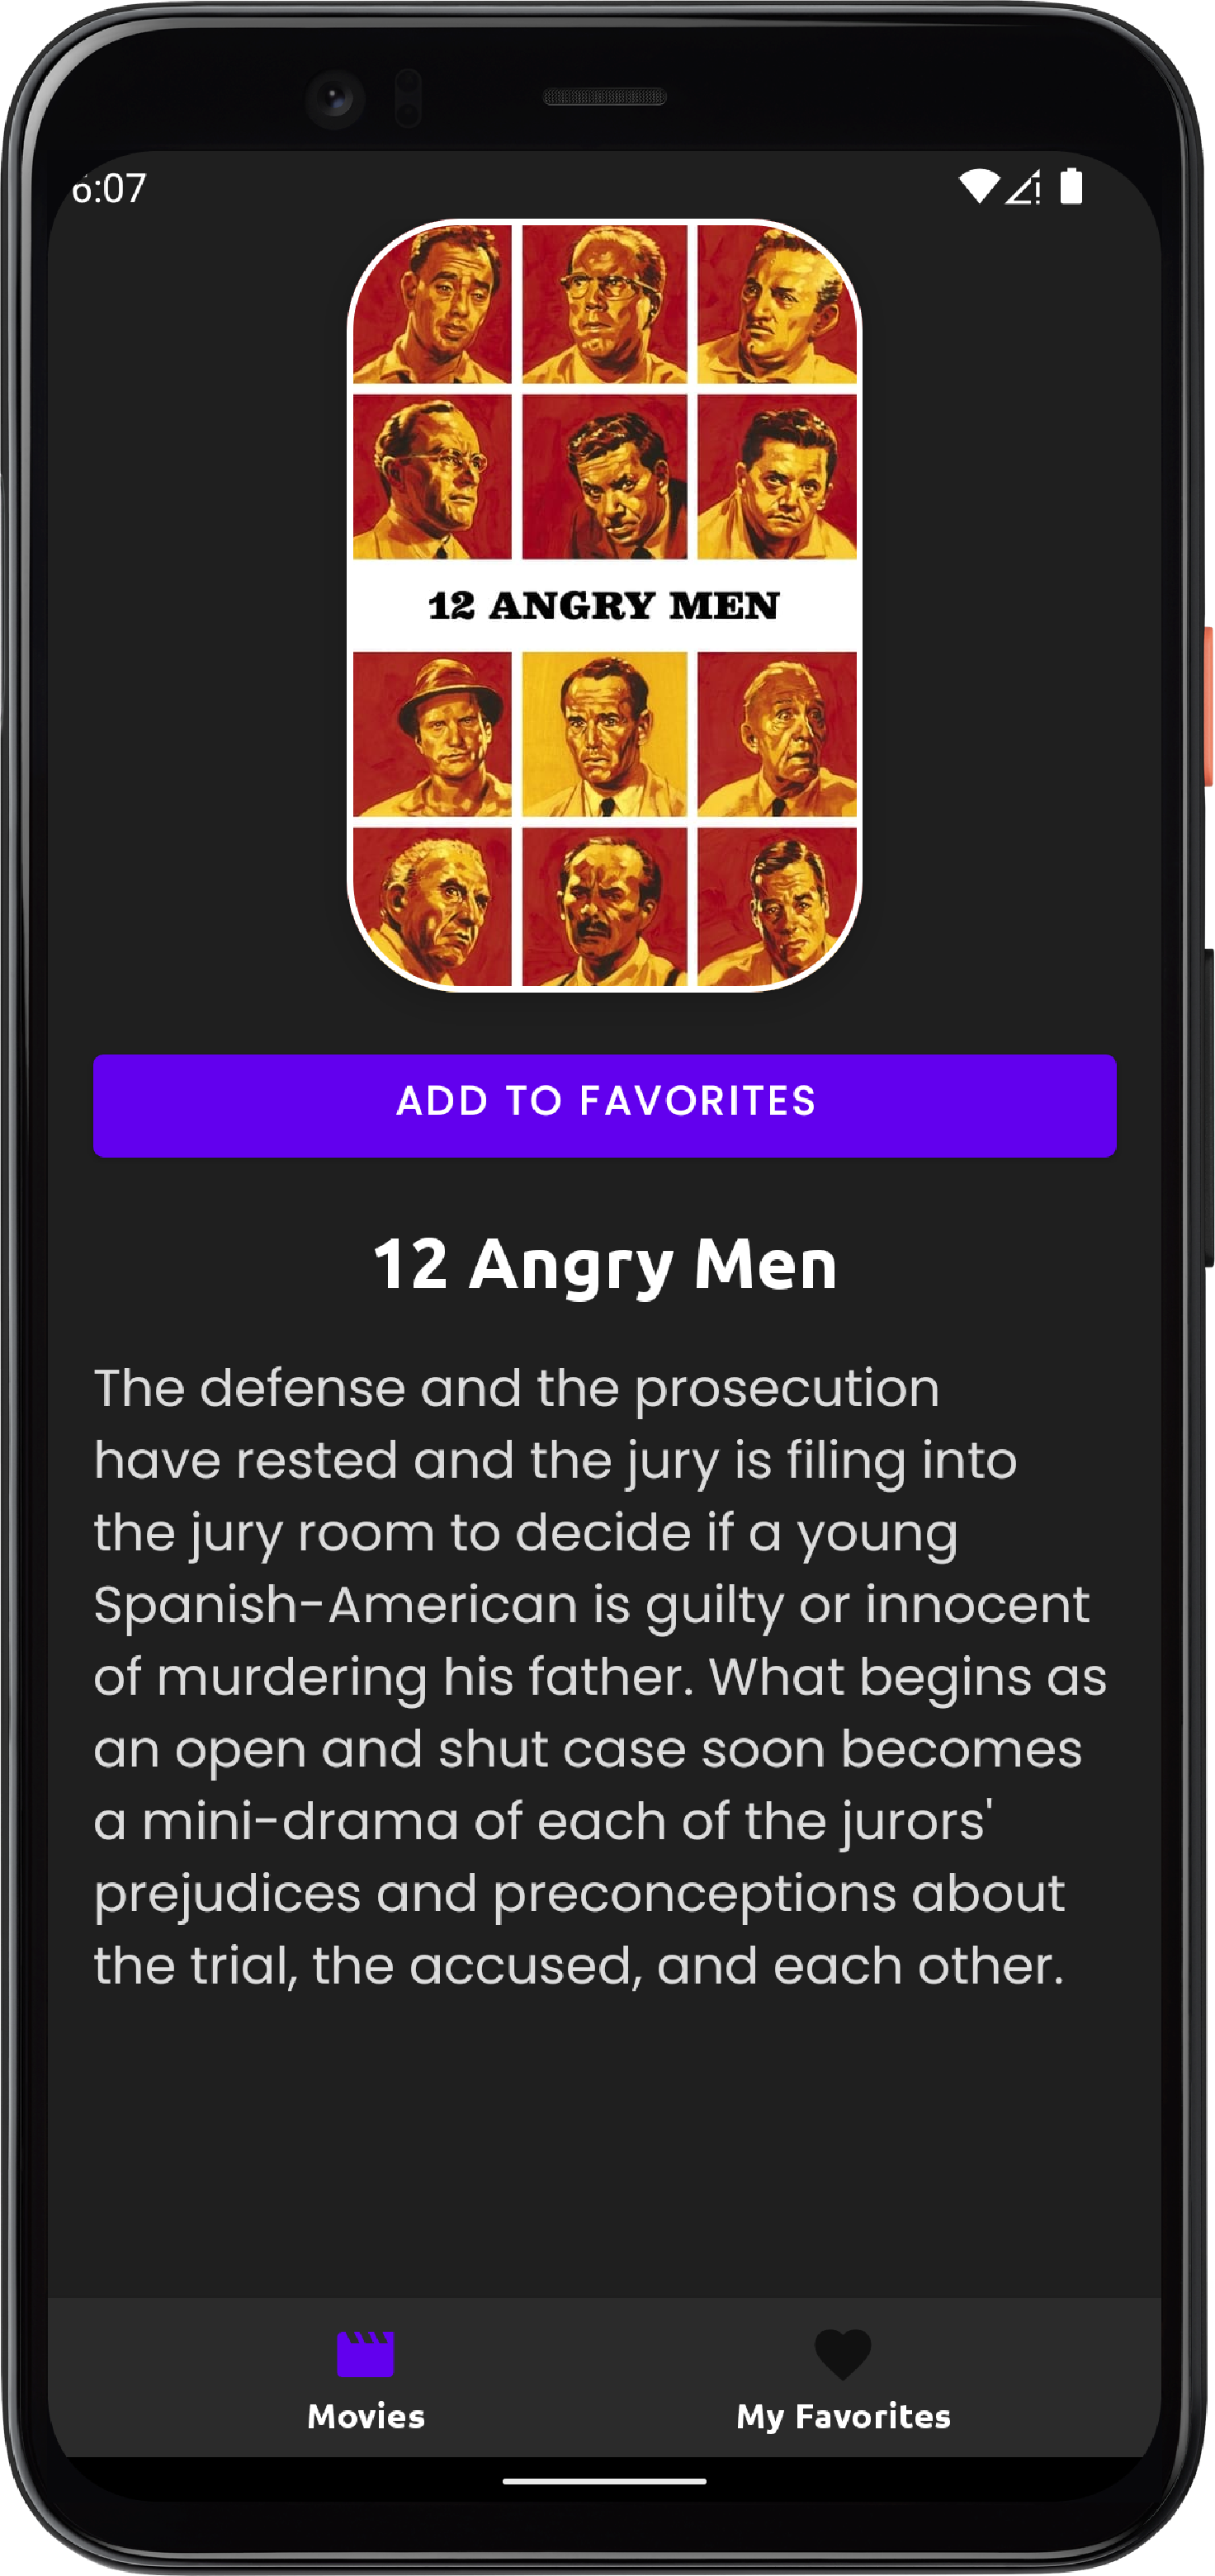 6:07
12 ANGRY MEN
ADD TO FAVORITES
12 Angry Men
The defense and the prosecution
have rested and the jury is filing into
the jury room to decide if a young
Spanish-American is guilty or innocent
of murdering his father. What begins as
an open and shut case soon becomes
a mini-drama of each of the jurors'
prejudices and preconceptions about
the trial, the accused, and each other.
Movies
My Favorites